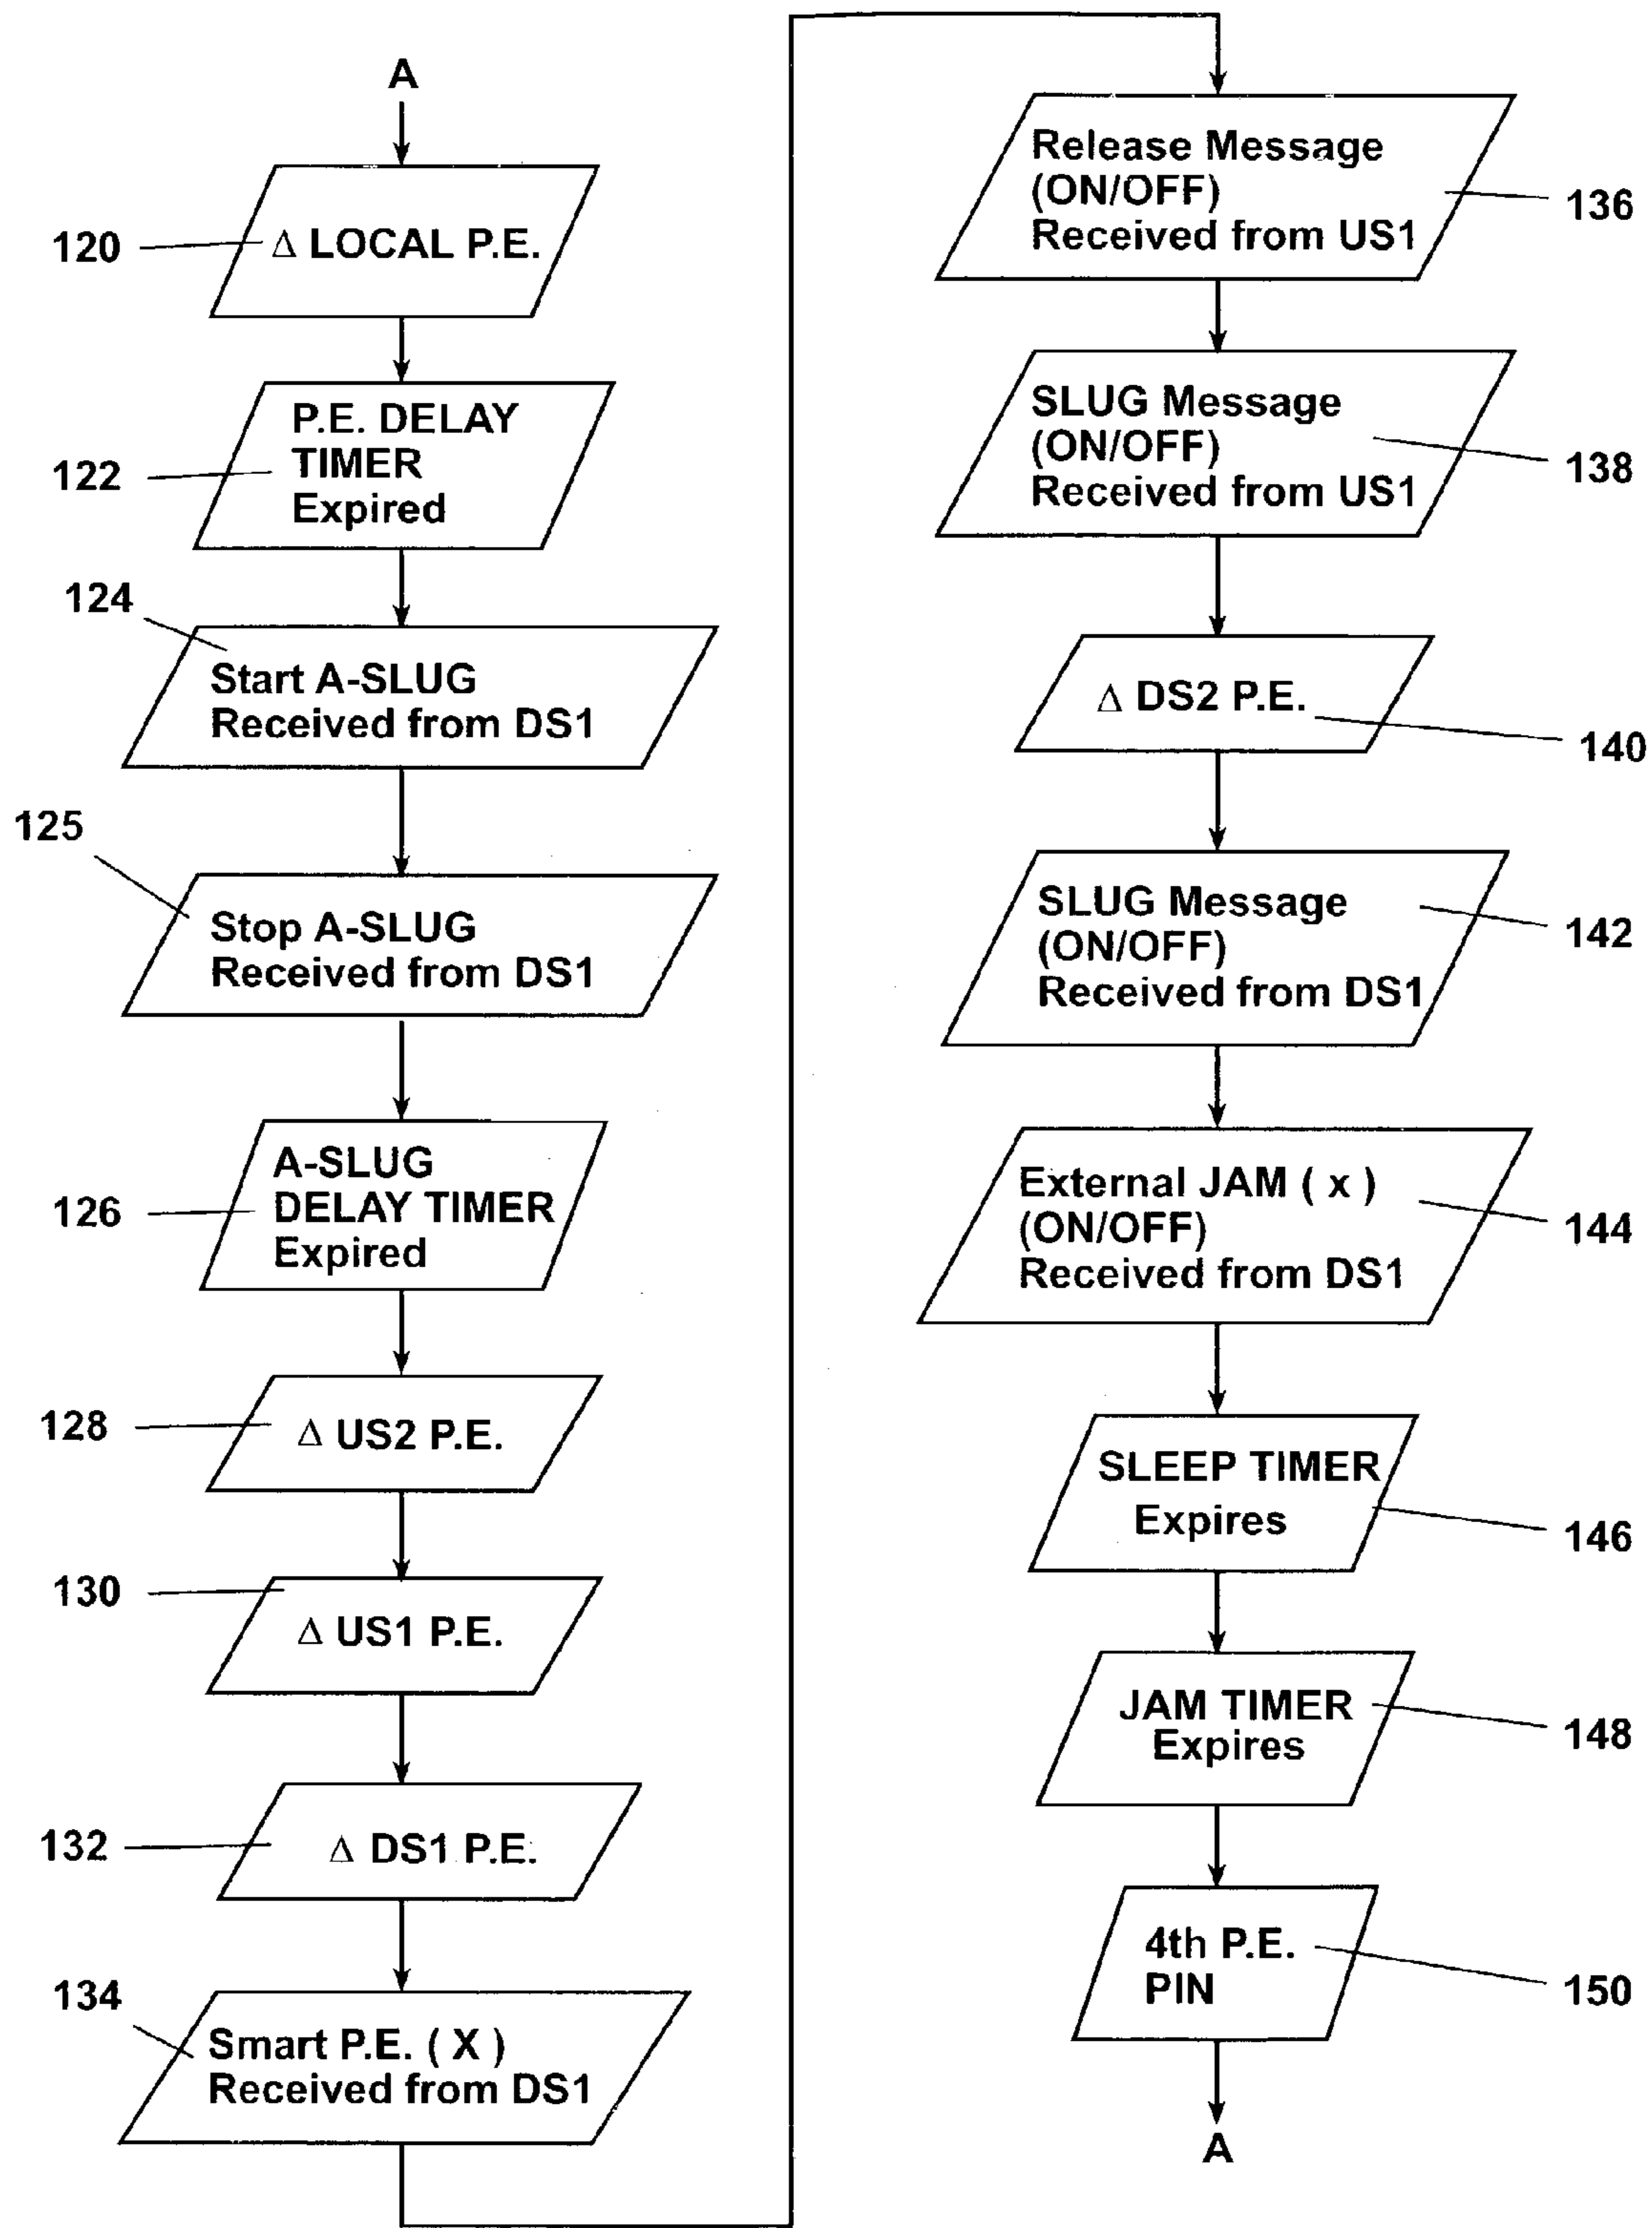 A
120
Δ LOCAL P.E.
P.E. DELAY
TIMER
Expired
122
124
Start A-SLUG
Received from DS1
125
Stop A-SLUG
Received from DS1
A-SLUG
DELAY TIMER
Expired
126
128
Δ US2 P.E.
130
Δ US1 P.E.
132
Δ DS1 P.E.
134
Smart P.E. ( X )
Received from DS1
Release Message
(ON/OFF)
Received from US1
136
SLUG Message
(ON/OFF)
Received from US1
138
Δ DS2 P.E.
140
SLUG Message
(ON/OFF)
Received from DS1
142
External JAM ( x )
(ON/OFF)
Received from DS1
144
SLEEP TIMER
Expires
146
JAM TIMER
Expires
148
4th P.E.
PIN
150
A